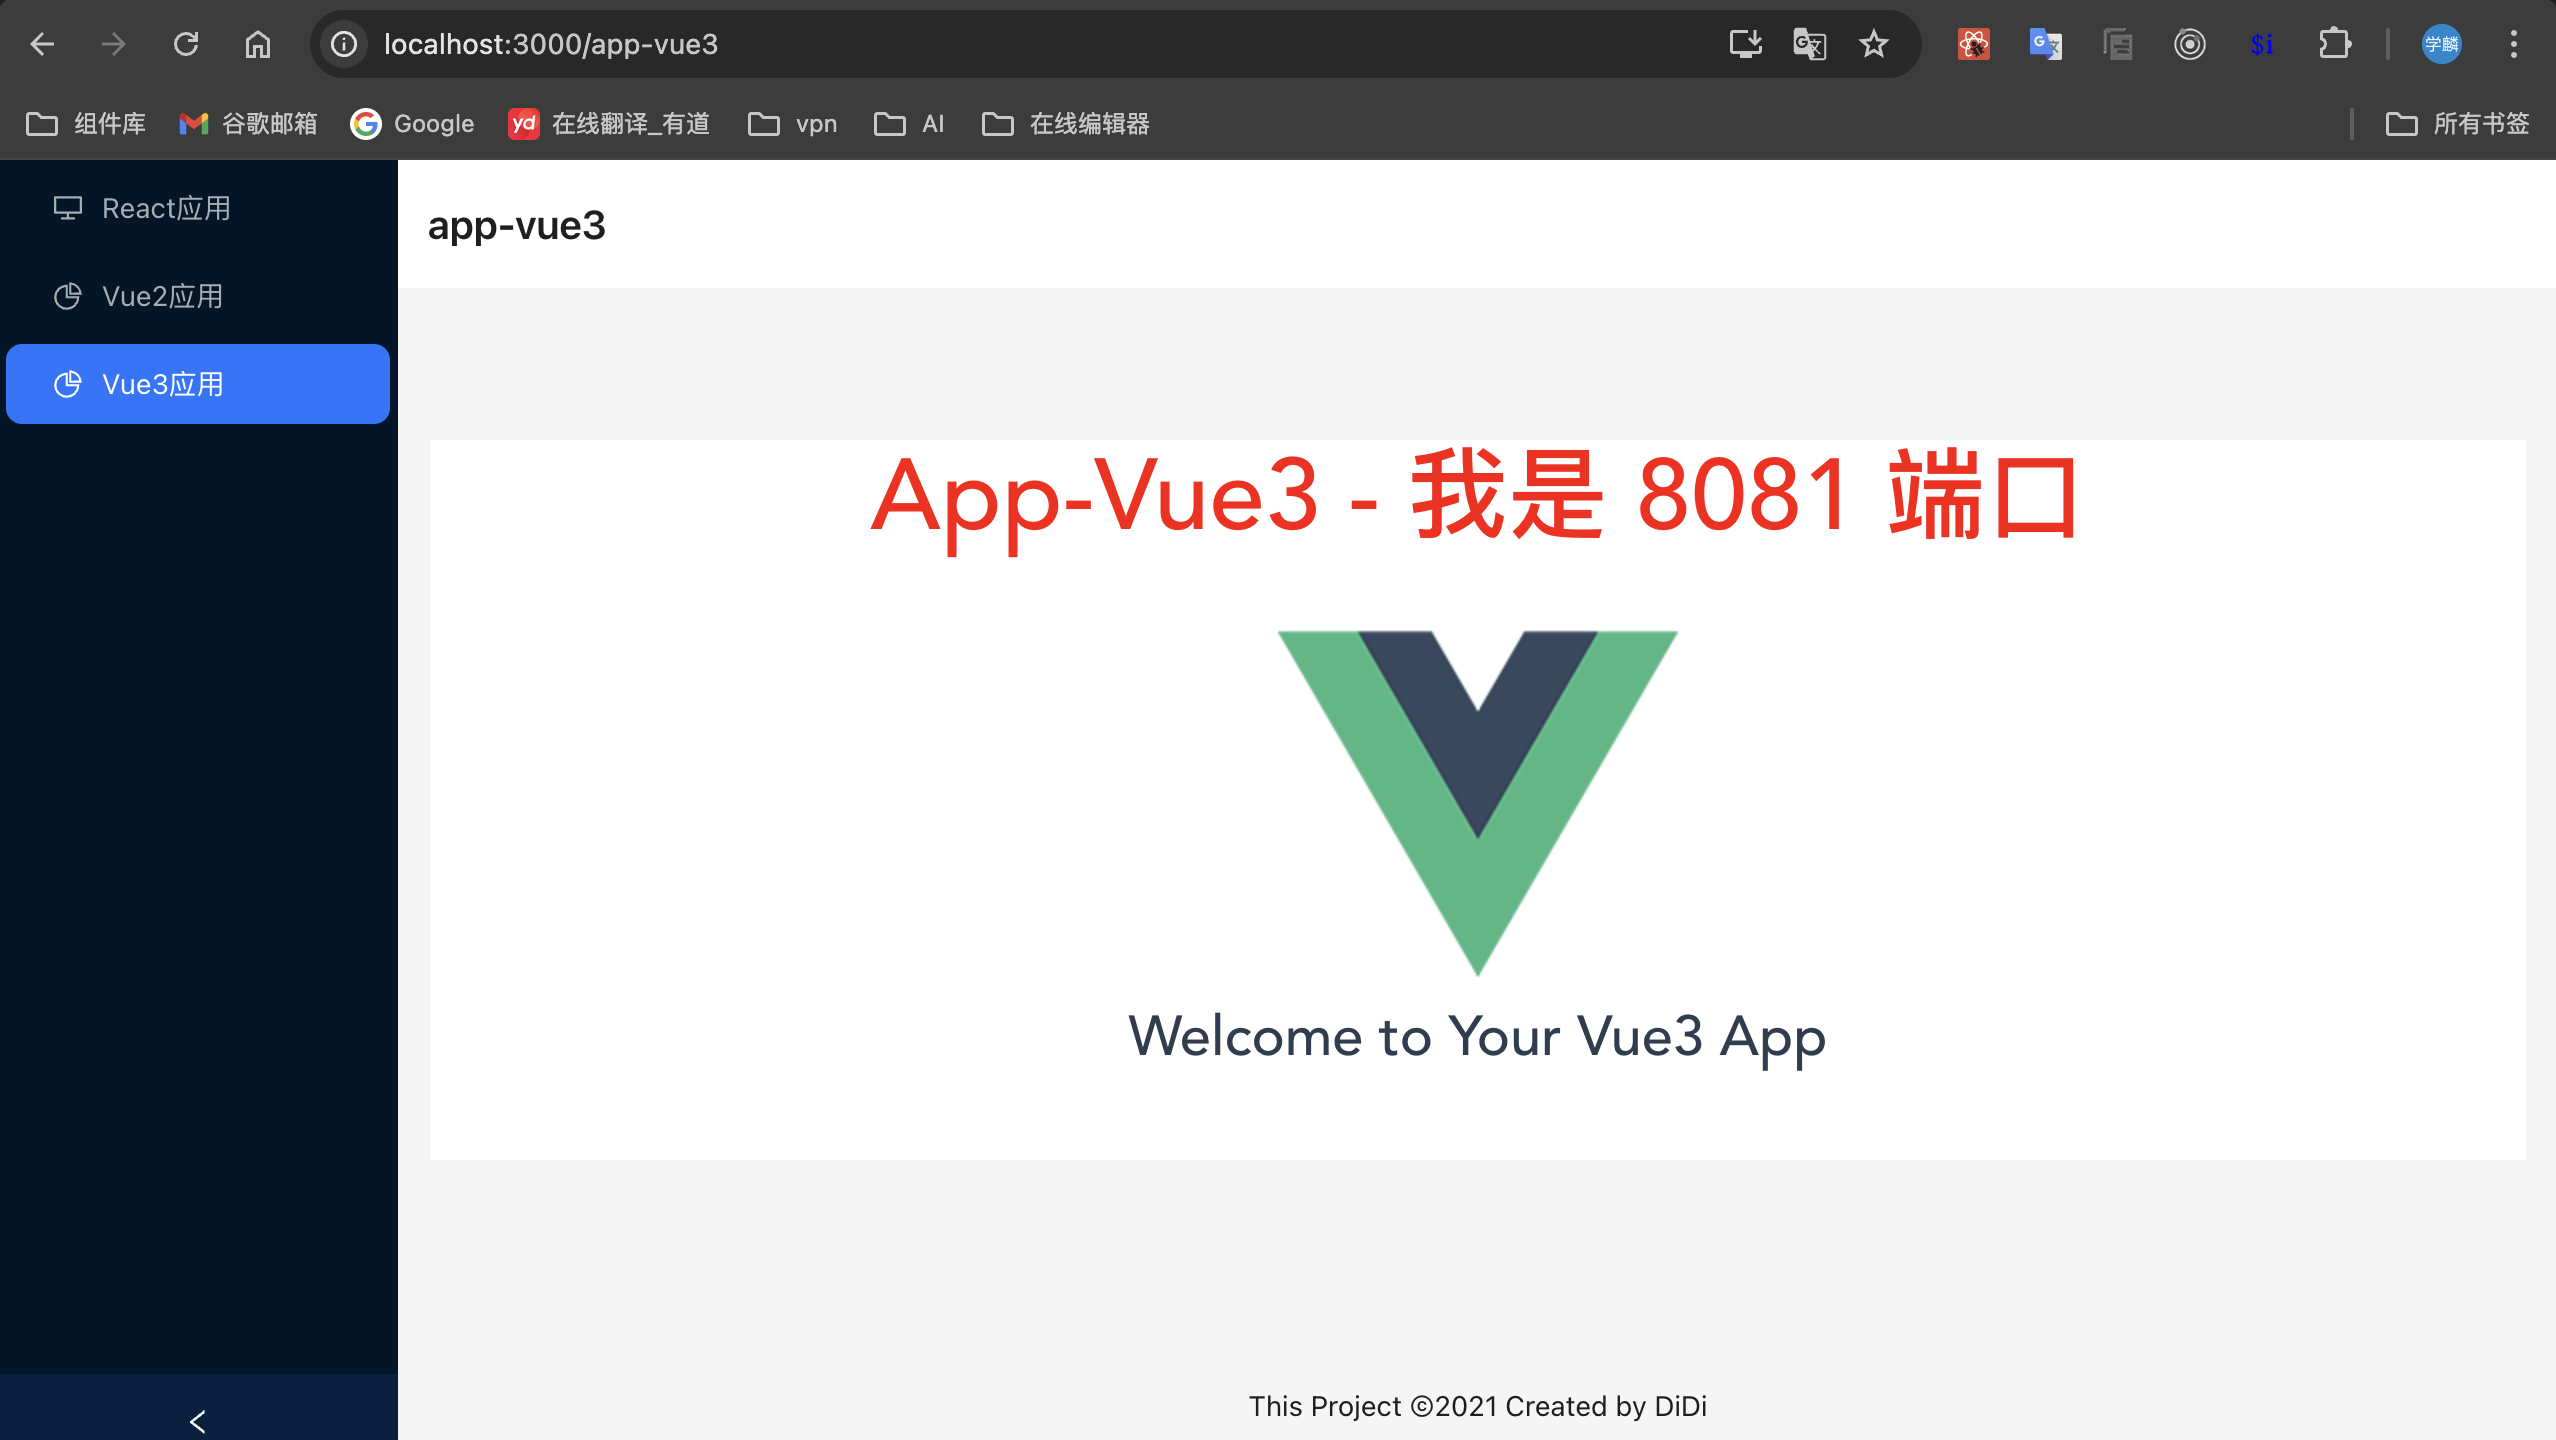 localhost:3000/app-vue3
$i
学麟
组件库
谷歌邮箱
Google
yd 在线翻译_有道
vpn
AI
在线编辑器
所有书签
React应用
Vue2应用
Vue3应用
app-vue3
App-Vue3 - 我是 8081 端口
Welcome to Your Vue3 App
This Project ©2021 Created by DiDi